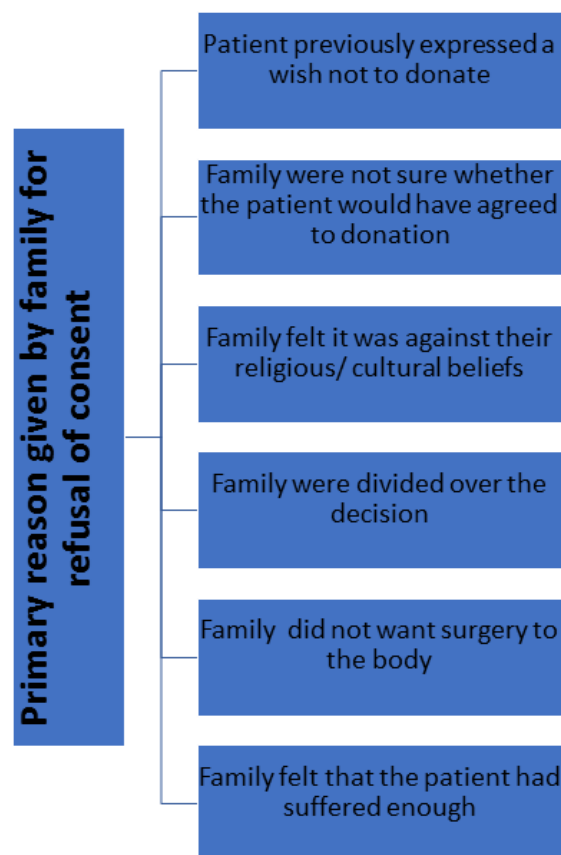 Primary reason given by family for
refusal of consent
Patient previously expressed a
wish not to donate
Family were not sure whether
the patient would have agreed
to donation
Family felt it was against their
religious/ cultural beliefs
Family were divided over the
decision
Family  did not want surgery to
the body
Family felt that the patient had
suffered enough